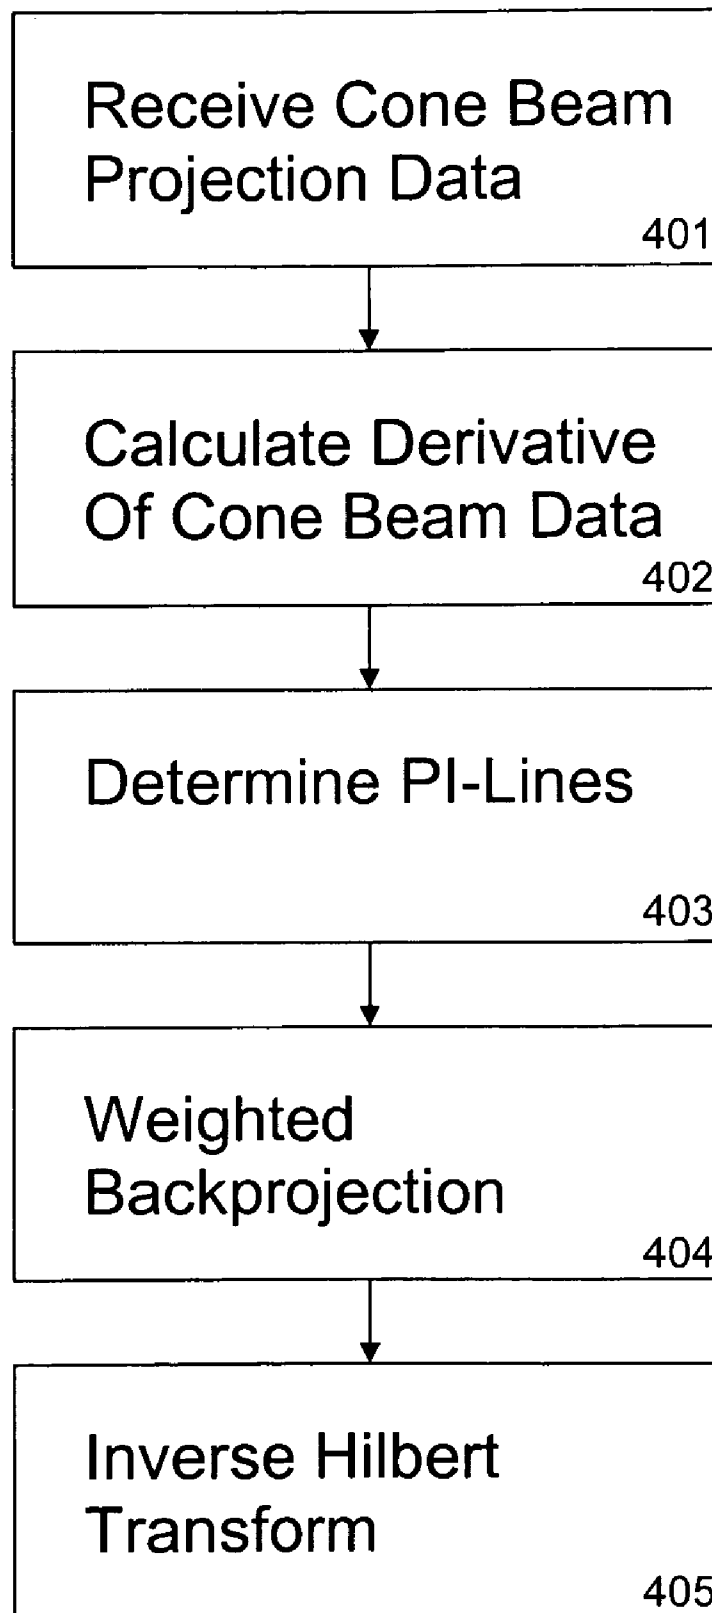 Receive Cone Beam
Projection Data
401
Calculate Derivative
Of Cone Beam Data
402
Determine PI-Lines
403
Weighted
Backprojection
404
Inverse Hilbert
Transform
405